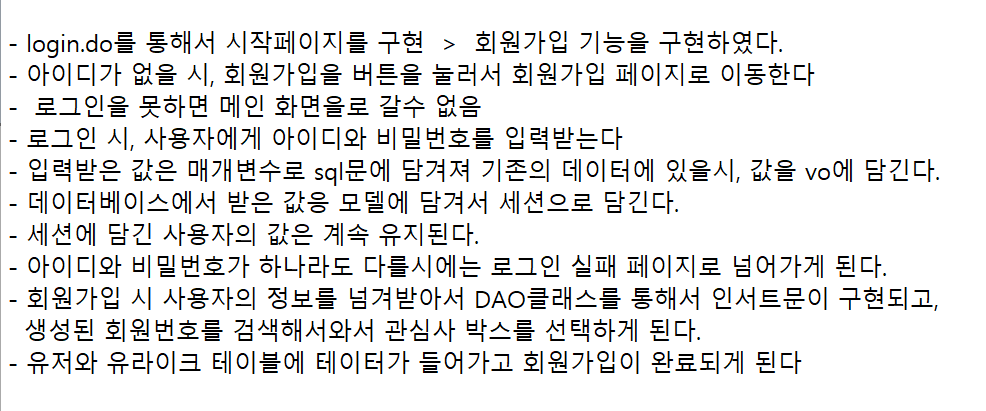 - login.do를 통해서 시작페이지를 구현  >  회원가입 기능을 구현하였다.
- 아이디가 없을 시, 회원가입을 버튼을 눌러서 회원가입 페이지로 이동한다
-  로그인을 못하면 메인 화면을로 갈수 없음
- 로그인 시, 사용자에게 아이디와 비밀번호를 입력받는다
- 입력받은 값은 매개변수로 sql문에 담겨져 기존의 데이터에 있을시, 값을 vo에 담긴다.
- 데이터베이스에서 받은 값응 모델에 담겨서 세션으로 담긴다.
- 세션에 담긴 사용자의 값은 계속 유지된다.
- 아이디와 비밀번호가 하나라도 다를시에는 로그인 실패 페이지로 넘어가게 된다.
- 회원가입 시 사용자의 정보를 넘겨받아서 DAO클래스를 통해서 인서트문이 구현되고,
생성된 회원번호를 검색해서와서 관심사 박스를 선택하게 된다.
- 유저와 유라이크 테이블에 테이터가 들어가고 회원가입이 완료되게 된다